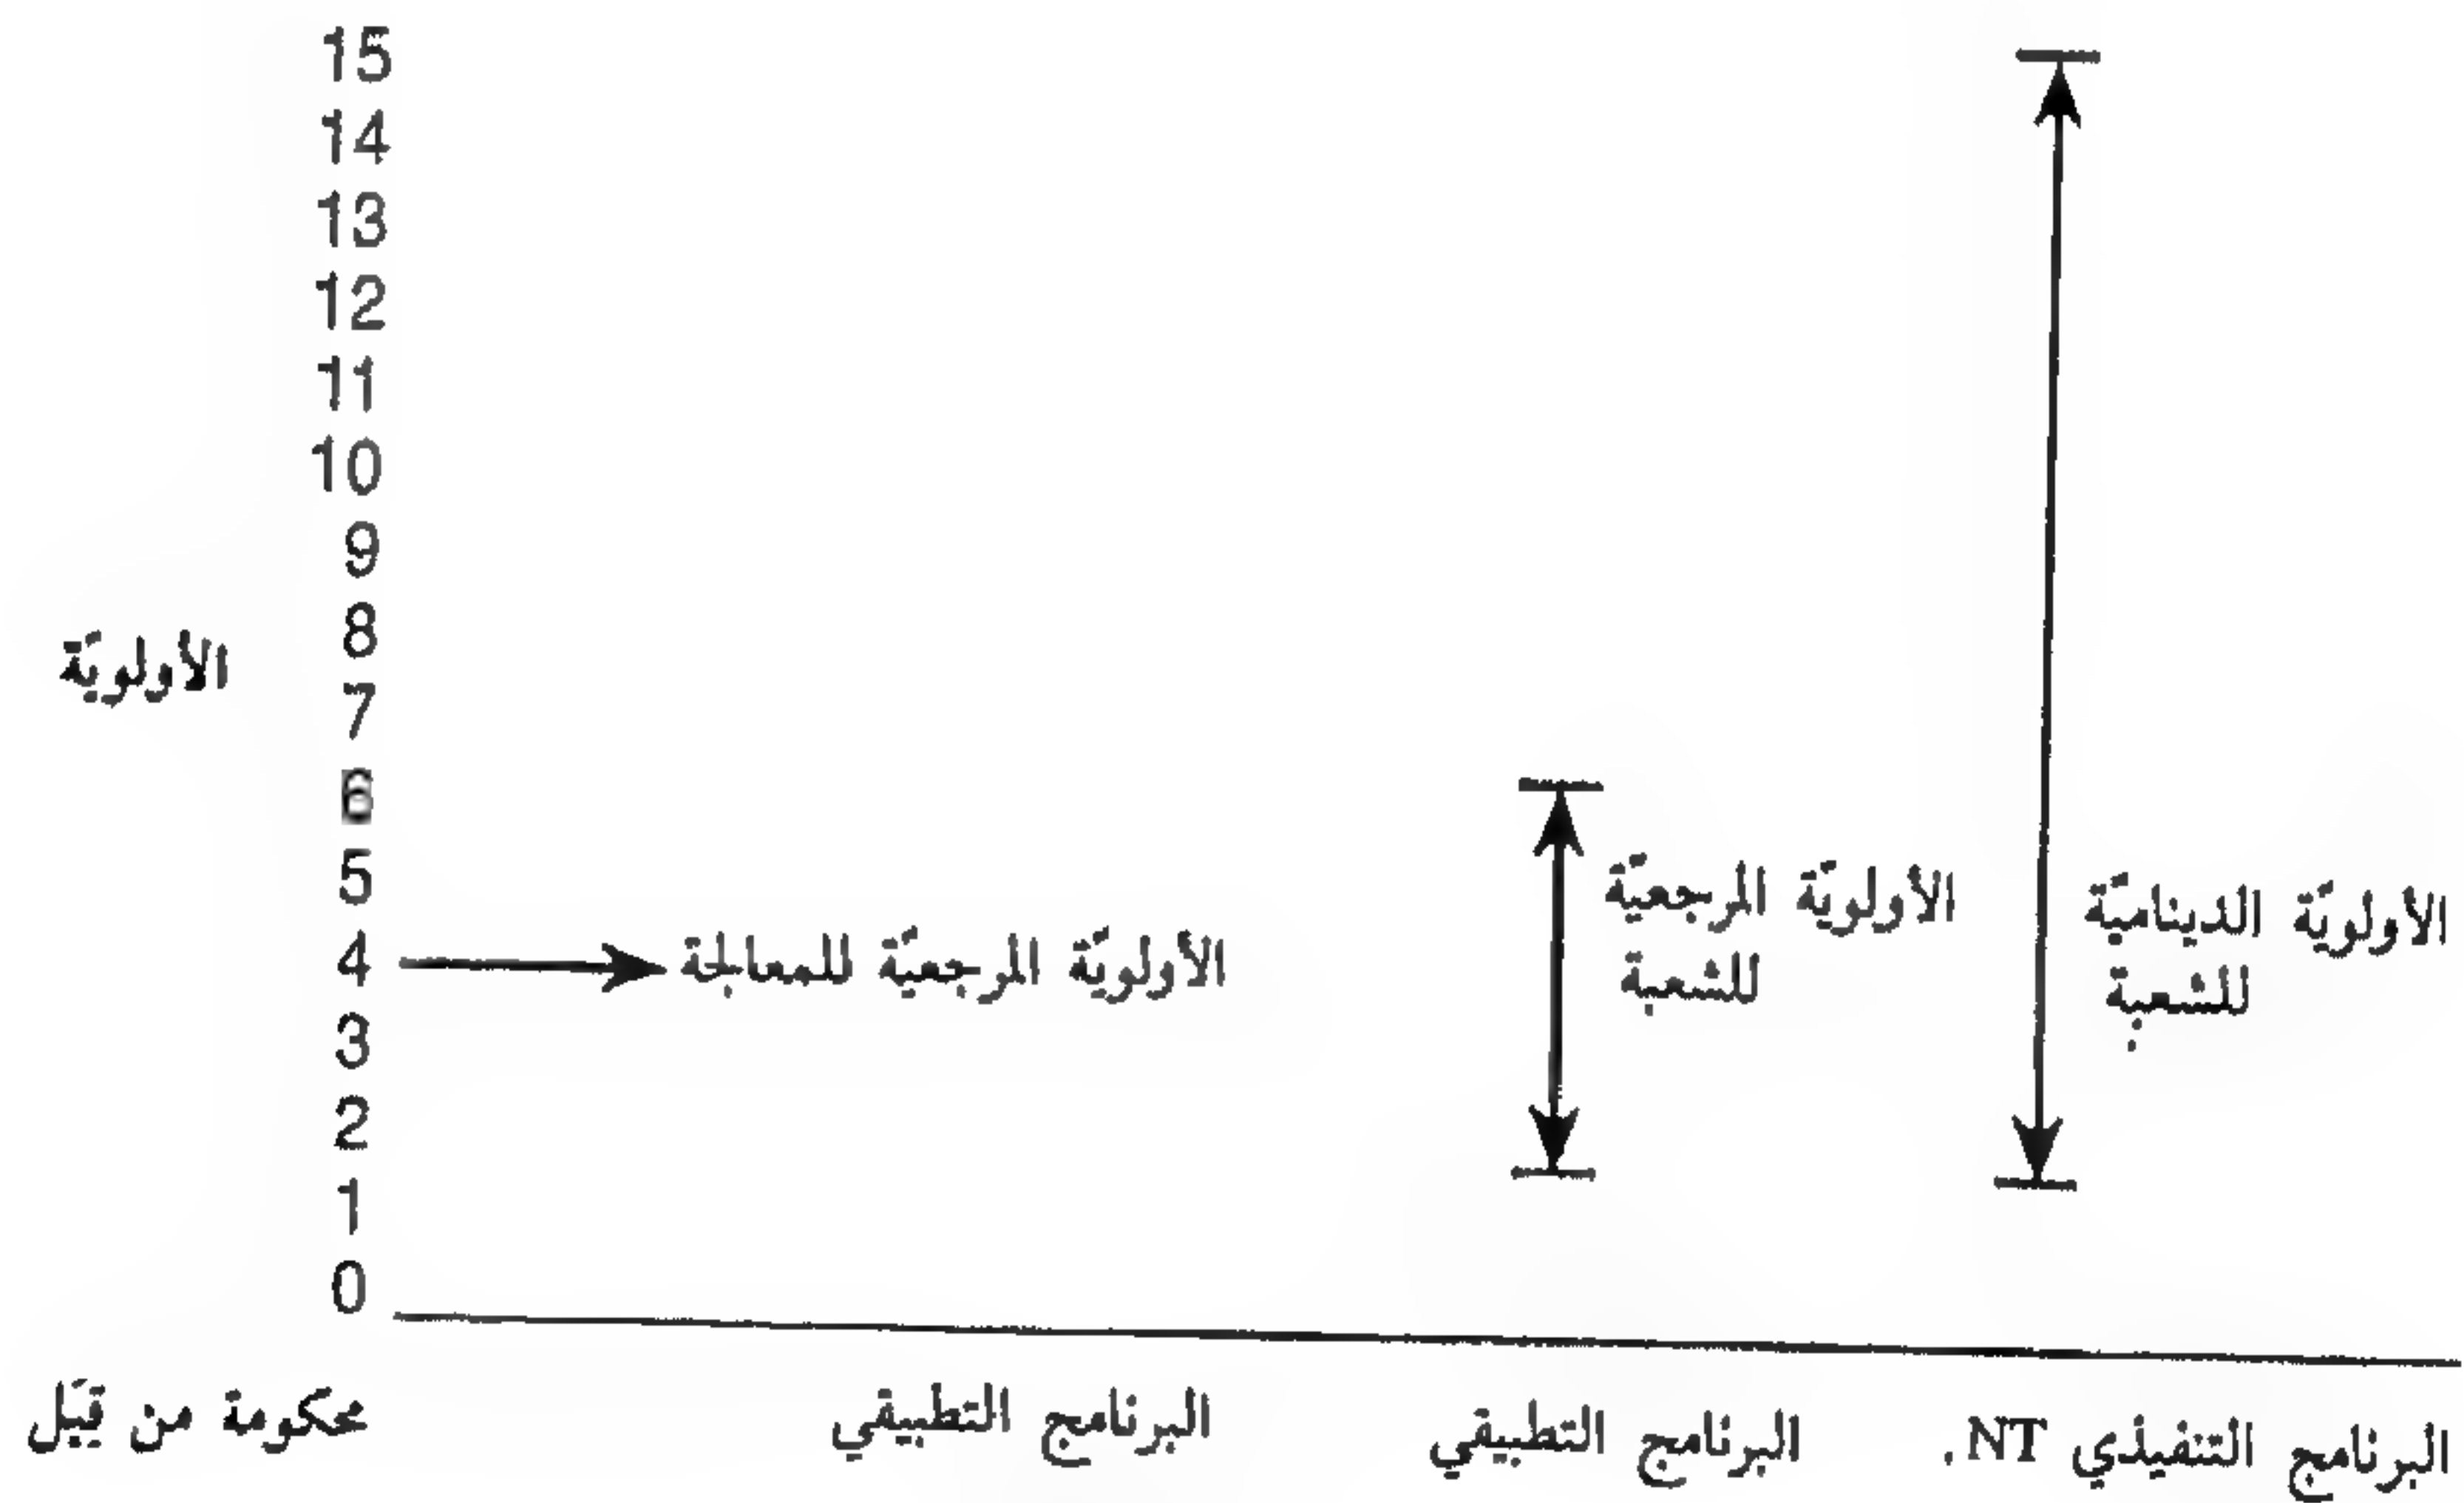 15
14
13
12
11
10
9
8
الأولويّة
7
6
5
4
الأولويّة المرجعيّة للمعالجة
الأولويّة المرجعيّة
للشعبة
الأولويّة الديناميّة
للشعبة
3
2
1
0
محكومة من قِبَل
البرنامج التطبيقي
البرنامج التطبيقي
البرنامج التنفيذي NT.